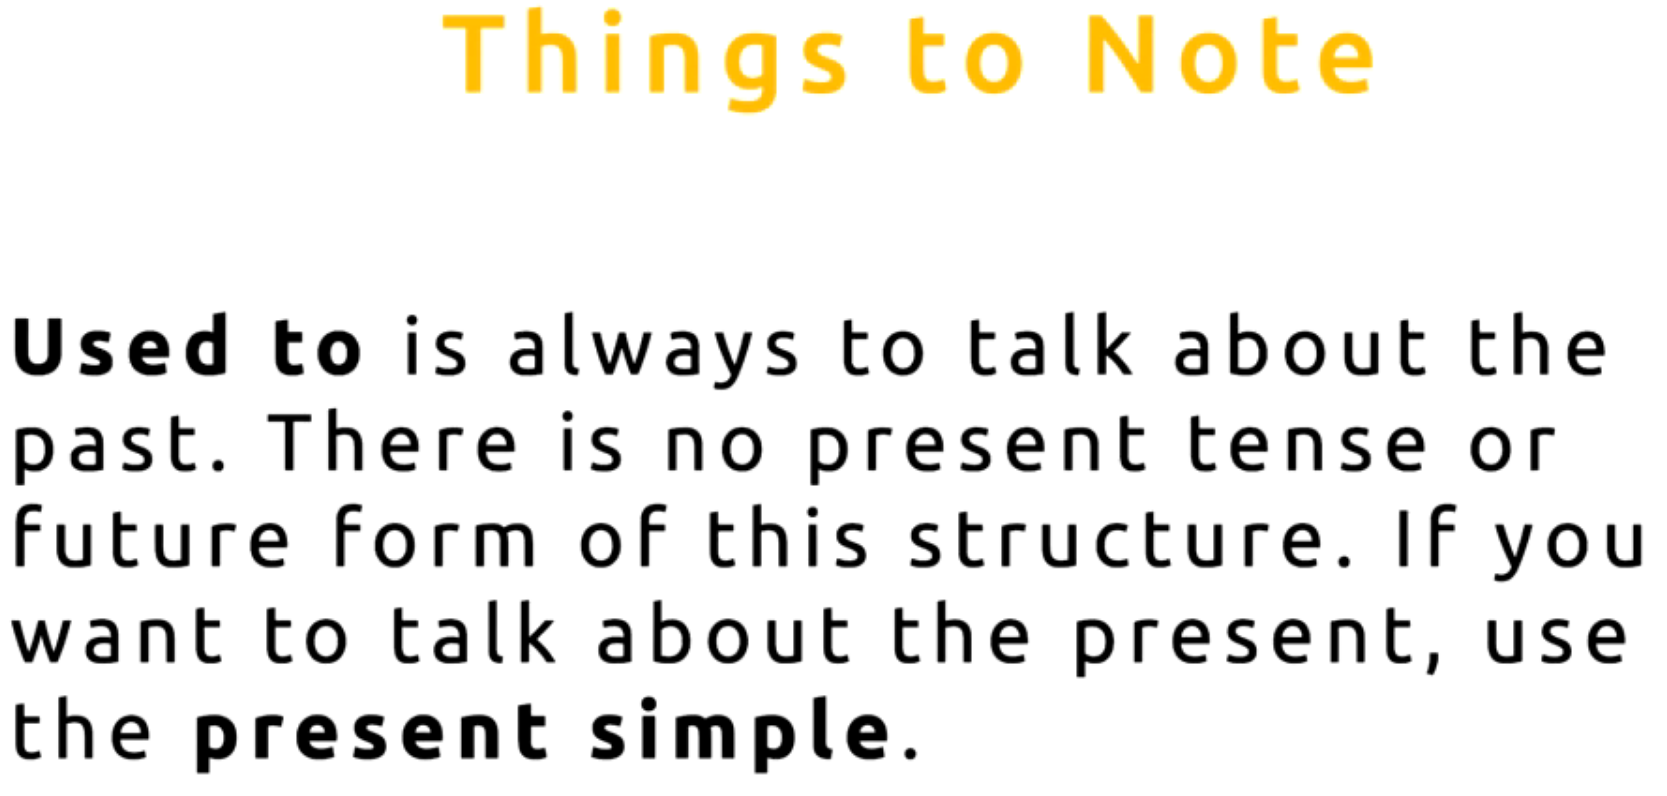 Things to Note
Used to is always to talk about the
past. There is no present tense or
future form of this structure. If you
want to talk about the present, use
the present simple.